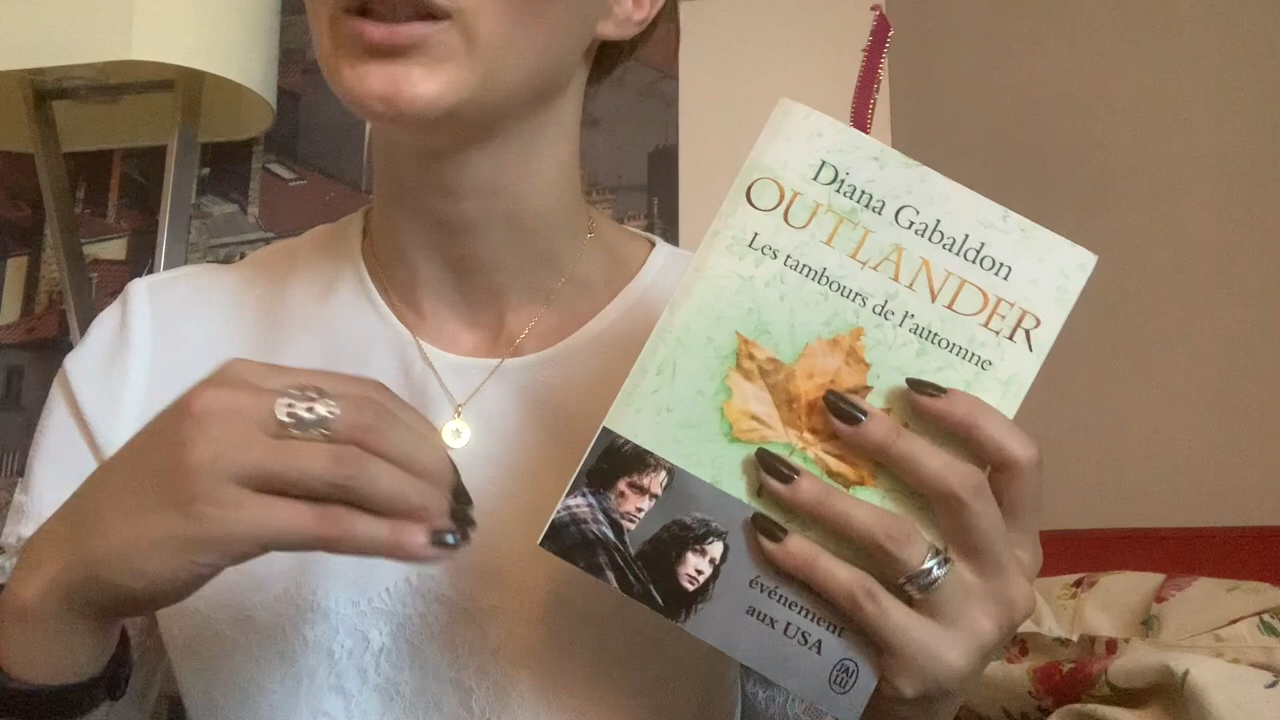 Diana Gabaldon
OUTLANDER
Les tambours de l'automne
événement
aux USA
J'AI
LU